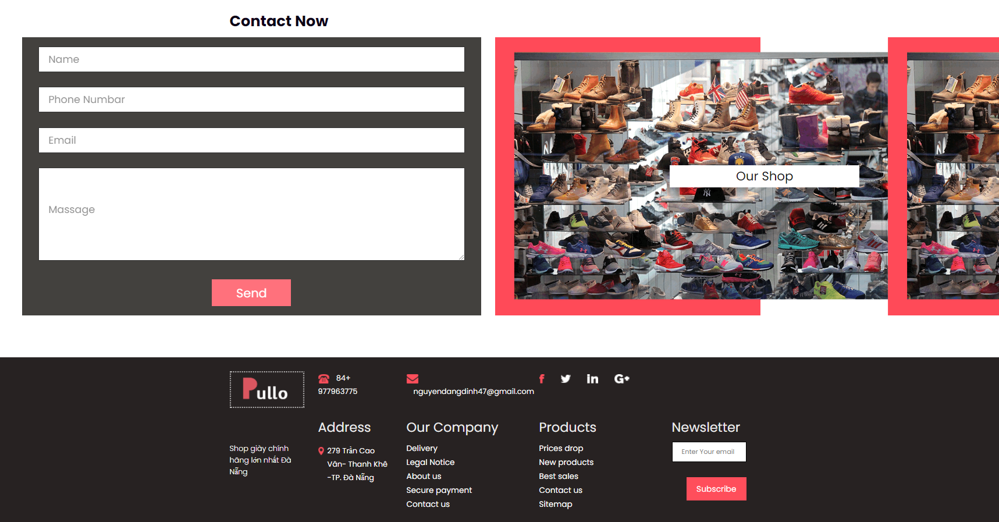 Contact Now
Name
Phone Numbar
Email
Massage
Send
Our Shop
Pullo
84+
977963775
nguyendangdinh47@gmail.com
Shop giày chính
hãng lớn nhất Đà
Nẵng
Address
279 Trần Cao
Vân- Thanh Khê
-TP. Đà Nẵng
Our Company
Delivery
Legal Notice
About us
Secure payment
Contact us
Products
Prices drop
New products
Best sales
Contact us
Sitemap
Newsletter
Enter Your email
Subscribe